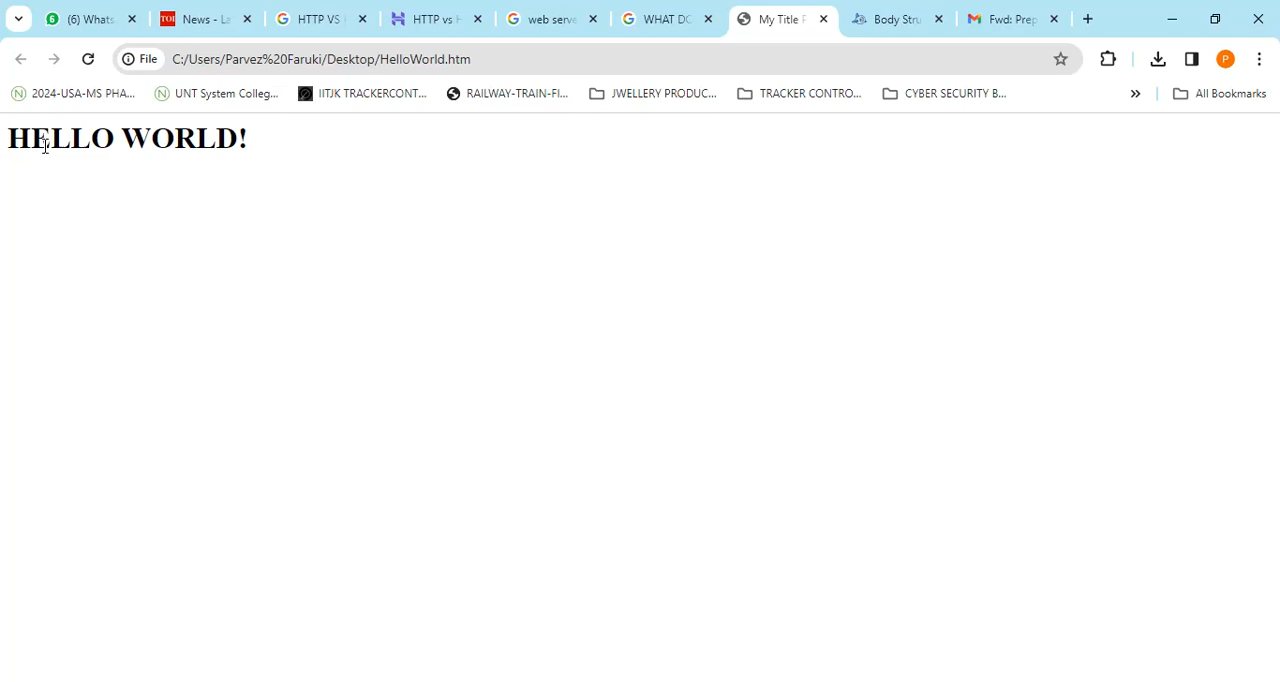 (6) Whats
News - La
HTTP VS
HTTP vs H
web serve
WHAT DO
My Title P
Body Stru
Fwd: Prep
File C:/Users/Parvez%20Faruki/Desktop/HelloWorld.htm
P
2024-USA-MS PHA...
UNT System Colleg...
IITJK TRACKERCONT...
RAILWAY-TRAIN-FI...
JWELLERY PRODUC...
TRACKER CONTRO...
CYBER SECURITY B...
All Bookmarks
HELLO WORLD!